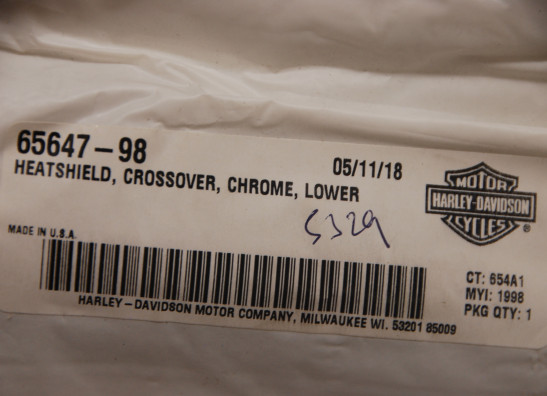 65647-98
05/11/18
HEATSHIELD, CROSSOVER, CHROME, LOWER
5329
MOTOR
HARLEY-DAVIDSON
CYCLES
®
MADE IN U.S.A.
CT: 654A1
MYI: 1998
PKG QTY: 1
HARLEY-DAVIDSON MOTOR COMPANY, MILWAUKEE WI. 53201 85009